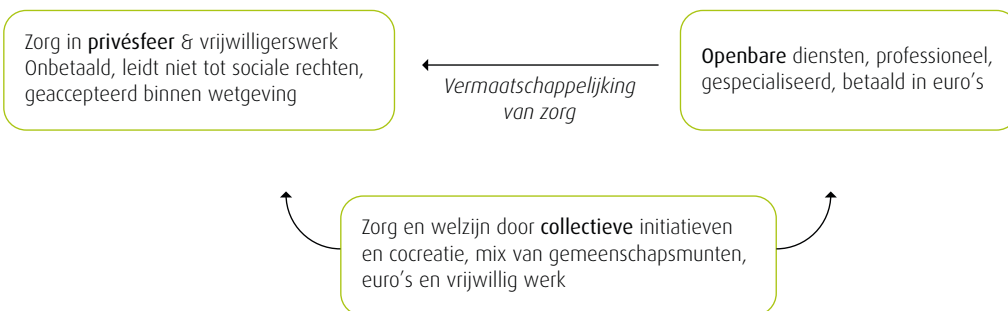 Zorg in privésfeer & vrijwilligerswerk
Onbetaald, leidt niet tot sociale rechten,
geaccepteerd binnen wetgeving
Vermaatschappelijking
van zorg
Openbare diensten, professioneel,
gespecialiseerd, betaald in euro's
Zorg en welzijn door collectieve initiatieven
en cocreatie, mix van gemeenschapsmunten,
euro's en vrijwillig werk